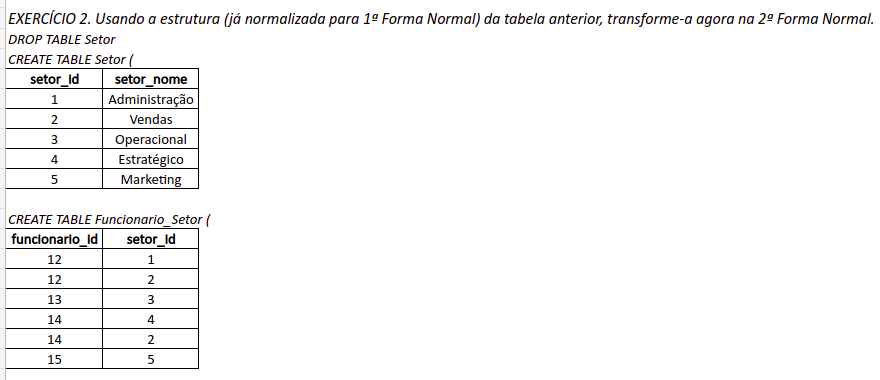 EXERCÍCIO 2. Usando a estrutura (já normalizada para 1ª Forma Normal) da tabela anterior, transforme-a agora na 2ª Forma Normal.
DROP TABLE Setor
CREATE TABLE Setor (
setor_id setor_nome
1 Administração
2 Vendas
3 Operacional
4 Estratégico
5 Marketing
CREATE TABLE Funcionario_Setor (
funcionario_id setor_id
12 1
12 2
13 3
14 4
14 2
15 5